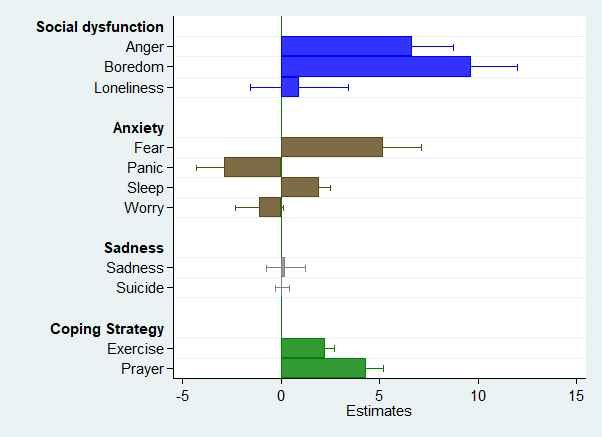 Social dysfunction
Anger
Boredom
Loneliness
Anxiety
Fear
Panic
Sleep
Worry
Sadness
Sadness
Suicide
Coping Strategy
Exercise
Prayer
-5 0 5 10 15
Estimates